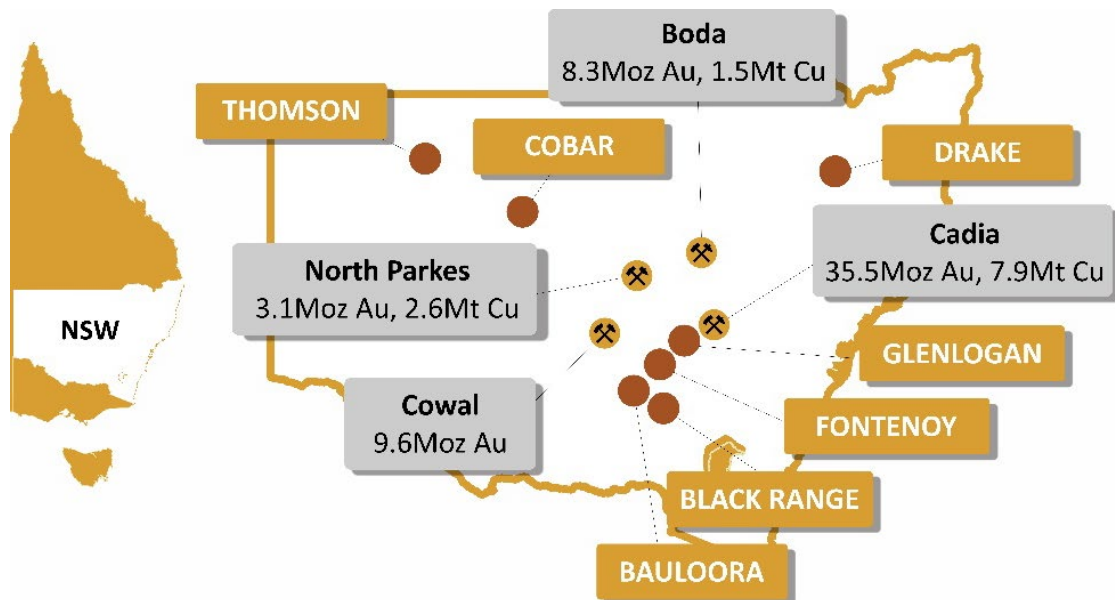 Boda
8.3Moz Au, 1.5Mt Cu
THOMSON
COBAR
DRAKE
Cadia
35.5Moz Au, 7.9Mt Cu
North Parkes
3.1Moz Au, 2.6Mt Cu
NSW
GLENLOGAN
Cowal
9.6Moz Au
FONTENOY
BLACK RANGE
BAULOORA